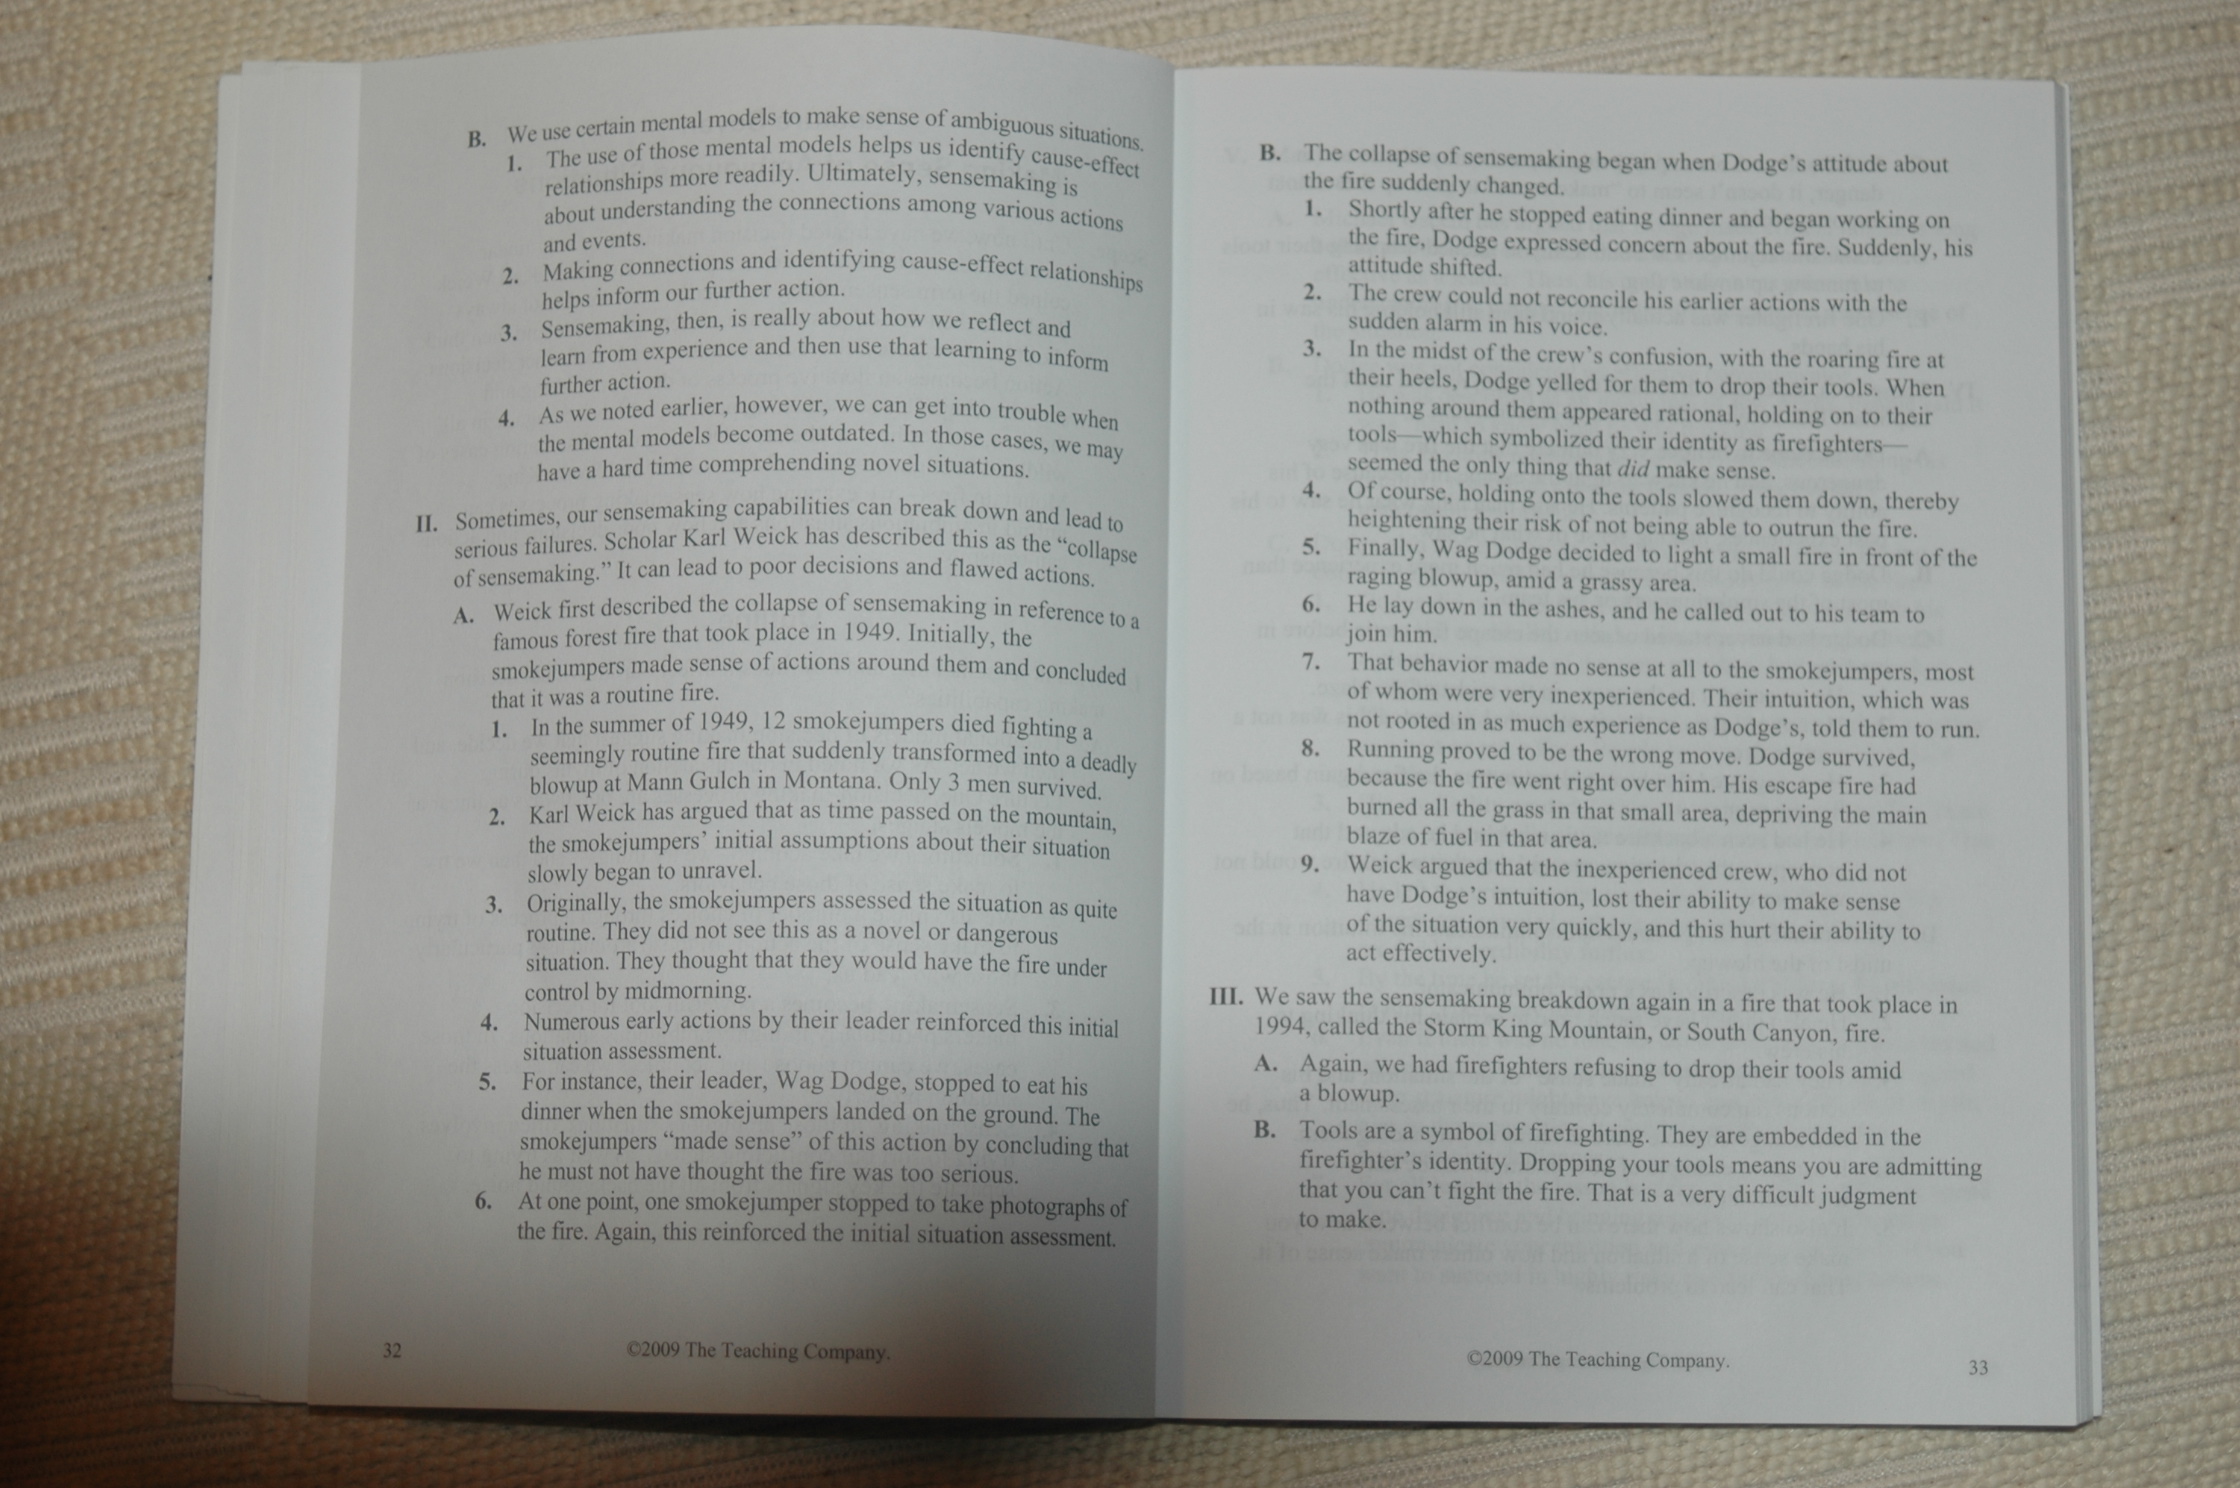 B. We use certain mental models to make sense of ambiguous situations.
1. The use of those mental models helps us identify cause-effect
relationships more readily. Ultimately, sensemaking is
about understanding the connections among various actions
and events.
2. Making connections and identifying cause-effect relationships
helps inform our further action.
3. Sensemaking, then, is really about how we reflect and
learn from experience and then use that learning to inform
further action.
4. As we noted earlier, however, we can get into trouble when
the mental models become outdated. In those cases, we may
have a hard time comprehending novel situations.
II. Sometimes, our sensemaking capabilities can break down and lead to
serious failures. Scholar Karl Weick has described this as the “collapse
of sensemaking.” It can lead to poor decisions and flawed actions.
A. Weick first described the collapse of sensemaking in reference to a
famous forest fire that took place in 1949. Initially, the
smokejumpers made sense of actions around them and concluded
that it was a routine fire.
1. In the summer of 1949, 12 smokejumpers died fighting a
seemingly routine fire that suddenly transformed into a deadly
blowup at Mann Gulch in Montana. Only 3 men survived.
2. Karl Weick has argued that as time passed on the mountain,
the smokejumpers’ initial assumptions about their situation
slowly began to unravel.
3. Originally, the smokejumpers assessed the situation as quite
routine. They did not see this as a novel or dangerous
situation. They thought that they would have the fire under
control by midmorning.
4. Numerous early actions by their leader reinforced this initial
situation assessment.
5. For instance, their leader, Wag Dodge, stopped to eat his
dinner when the smokejumpers landed on the ground. The
smokejumpers “made sense” of this action by concluding that
he must not have thought the fire was too serious.
6. At one point, one smokejumper stopped to take photographs of
the fire. Again, this reinforced the initial situation assessment.
32
©2009 The Teaching Company.
B. The collapse of sensemaking began when Dodge’s attitude about
the fire suddenly changed.
1. Shortly after he stopped eating dinner and began working on
the fire, Dodge expressed concern about the fire. Suddenly, his
attitude shifted.
2. The crew could not reconcile his earlier actions with the
sudden alarm in his voice.
3. In the midst of the crew’s confusion, with the roaring fire at
their heels, Dodge yelled for them to drop their tools. When
nothing around them appeared rational, holding on to their
tools—which symbolized their identity as firefighters—
seemed the only thing that did make sense.
4. Of course, holding onto the tools slowed them down, thereby
heightening their risk of not being able to outrun the fire.
5. Finally, Wag Dodge decided to light a small fire in front of the
raging blowup, amid a grassy area.
6. He lay down in the ashes, and he called out to his team to
join him.
7. That behavior made no sense at all to the smokejumpers, most
of whom were very inexperienced. Their intuition, which was
not rooted in as much experience as Dodge’s, told them to run.
8. Running proved to be the wrong move. Dodge survived,
because the fire went right over him. His escape fire had
burned all the grass in that small area, depriving the main
blaze of fuel in that area.
9. Weick argued that the inexperienced crew, who did not
have Dodge’s intuition, lost their ability to make sense
of the situation very quickly, and this hurt their ability to
act effectively.
III. We saw the sensemaking breakdown again in a fire that took place in
1994, called the Storm King Mountain, or South Canyon, fire.
A. Again, we had firefighters refusing to drop their tools amid
a blowup.
B. Tools are a symbol of firefighting. They are embedded in the
firefighter’s identity. Dropping your tools means you are admitting
that you can’t fight the fire. That is a very difficult judgment
to make.
©2009 The Teaching Company.
33